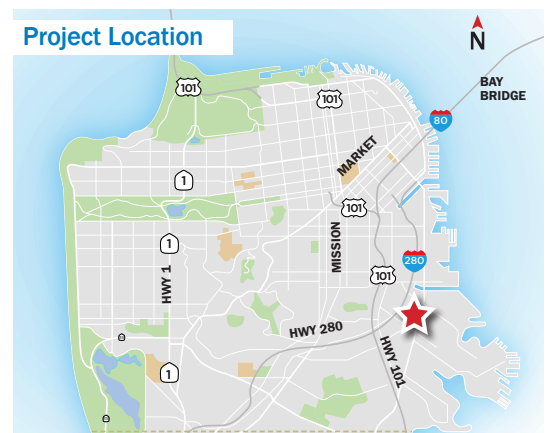 Project Location
N
101
101
BAY
BRIDGE
80
MARKET
1
101
MISSION
1
HWY 1
101
280
HWY 280
HWY 101
1